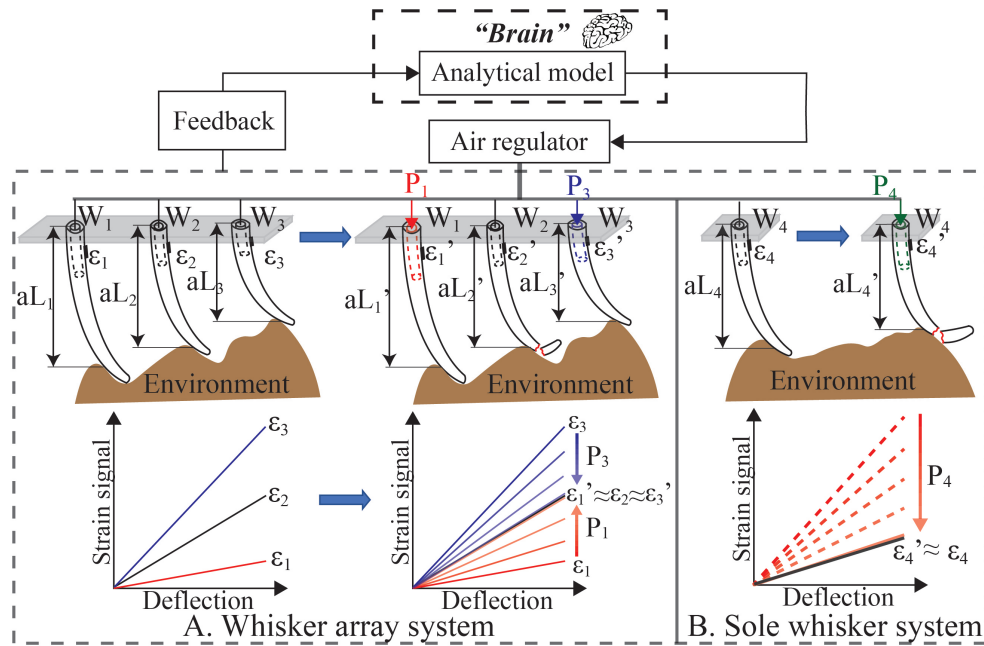 “Brain”
Analytical model
Feedback
Air regulator
P1 P3 P4
W1 W2 W3 W1 W2 W3 W4 W4
ε1 ε2 ε3 ε1’ ε2’ ε3’ ε4 ε4’
aL1 aL2 aL3 aL1’ aL2’ aL3’ aL4 aL4’
Environment Environment Environment
Strain signal
ε3
ε2
ε1
Deflection
Strain signal
ε3
P3
ε1’≈ε2≈ε3’
P1
ε1
Deflection
Strain signal
P4
ε4’≈ ε4
Deflection
A. Whisker array system
B. Sole whisker system